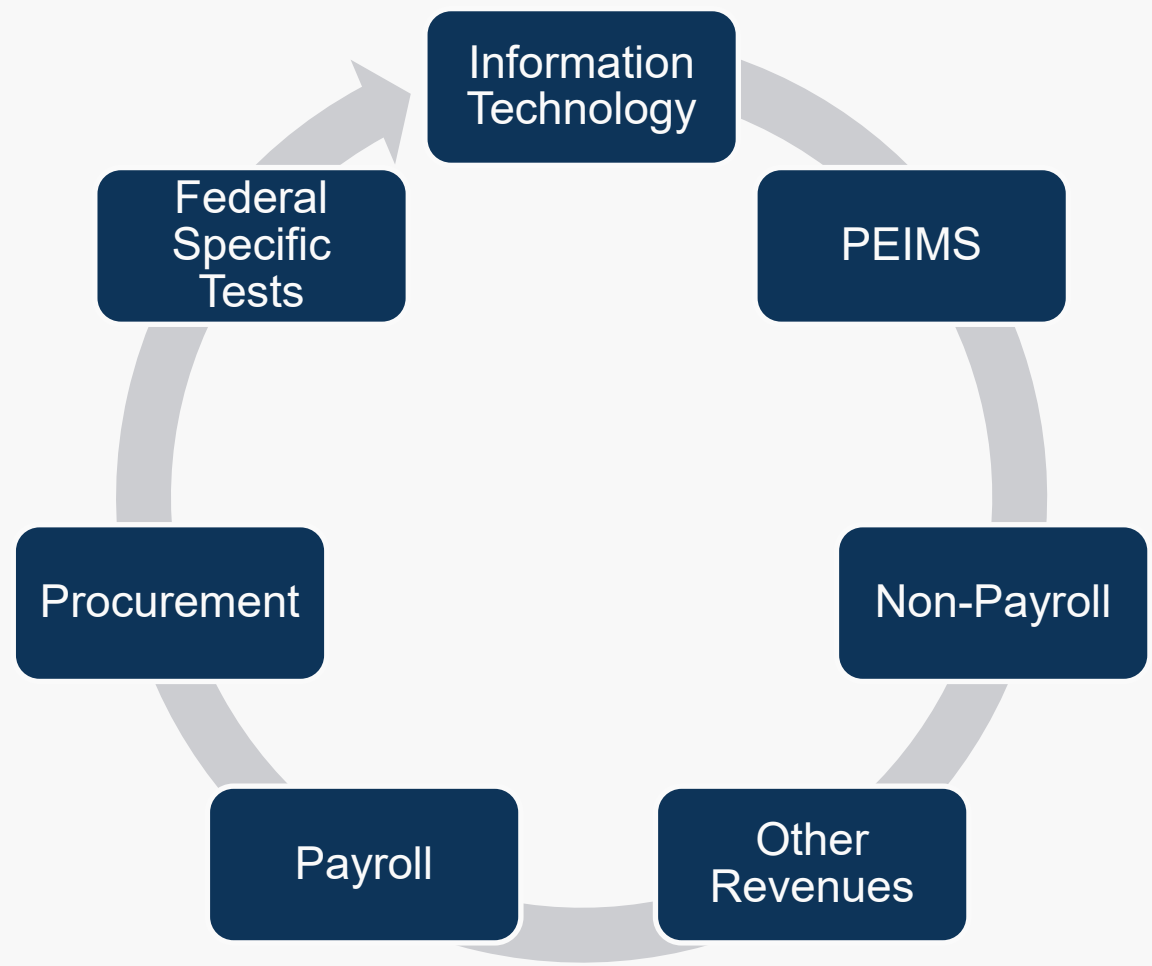 Information
Technology
PEIMS
Non-Payroll
Other
Revenues
Payroll
Procurement
Federal
Specific
Tests